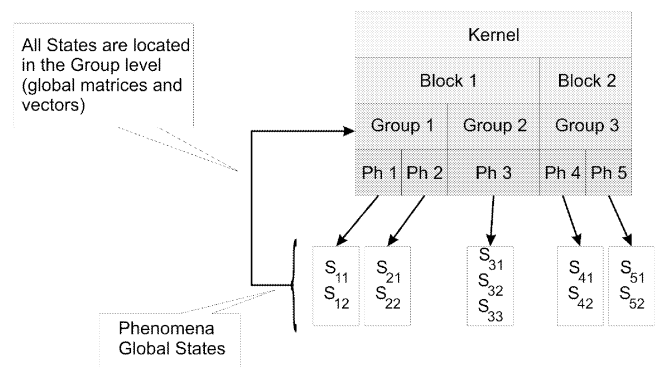 All States are located
in the Group level
(global matrices and
vectors)
Kernel
Block 1 Block 2
Group 1 Group 2 Group 3
Ph 1 Ph 2 Ph 3 Ph 4 Ph 5
S11 S21 S31 S41 S51
S12 S22 S32 S42 S52
S33
Phenomena
Global States